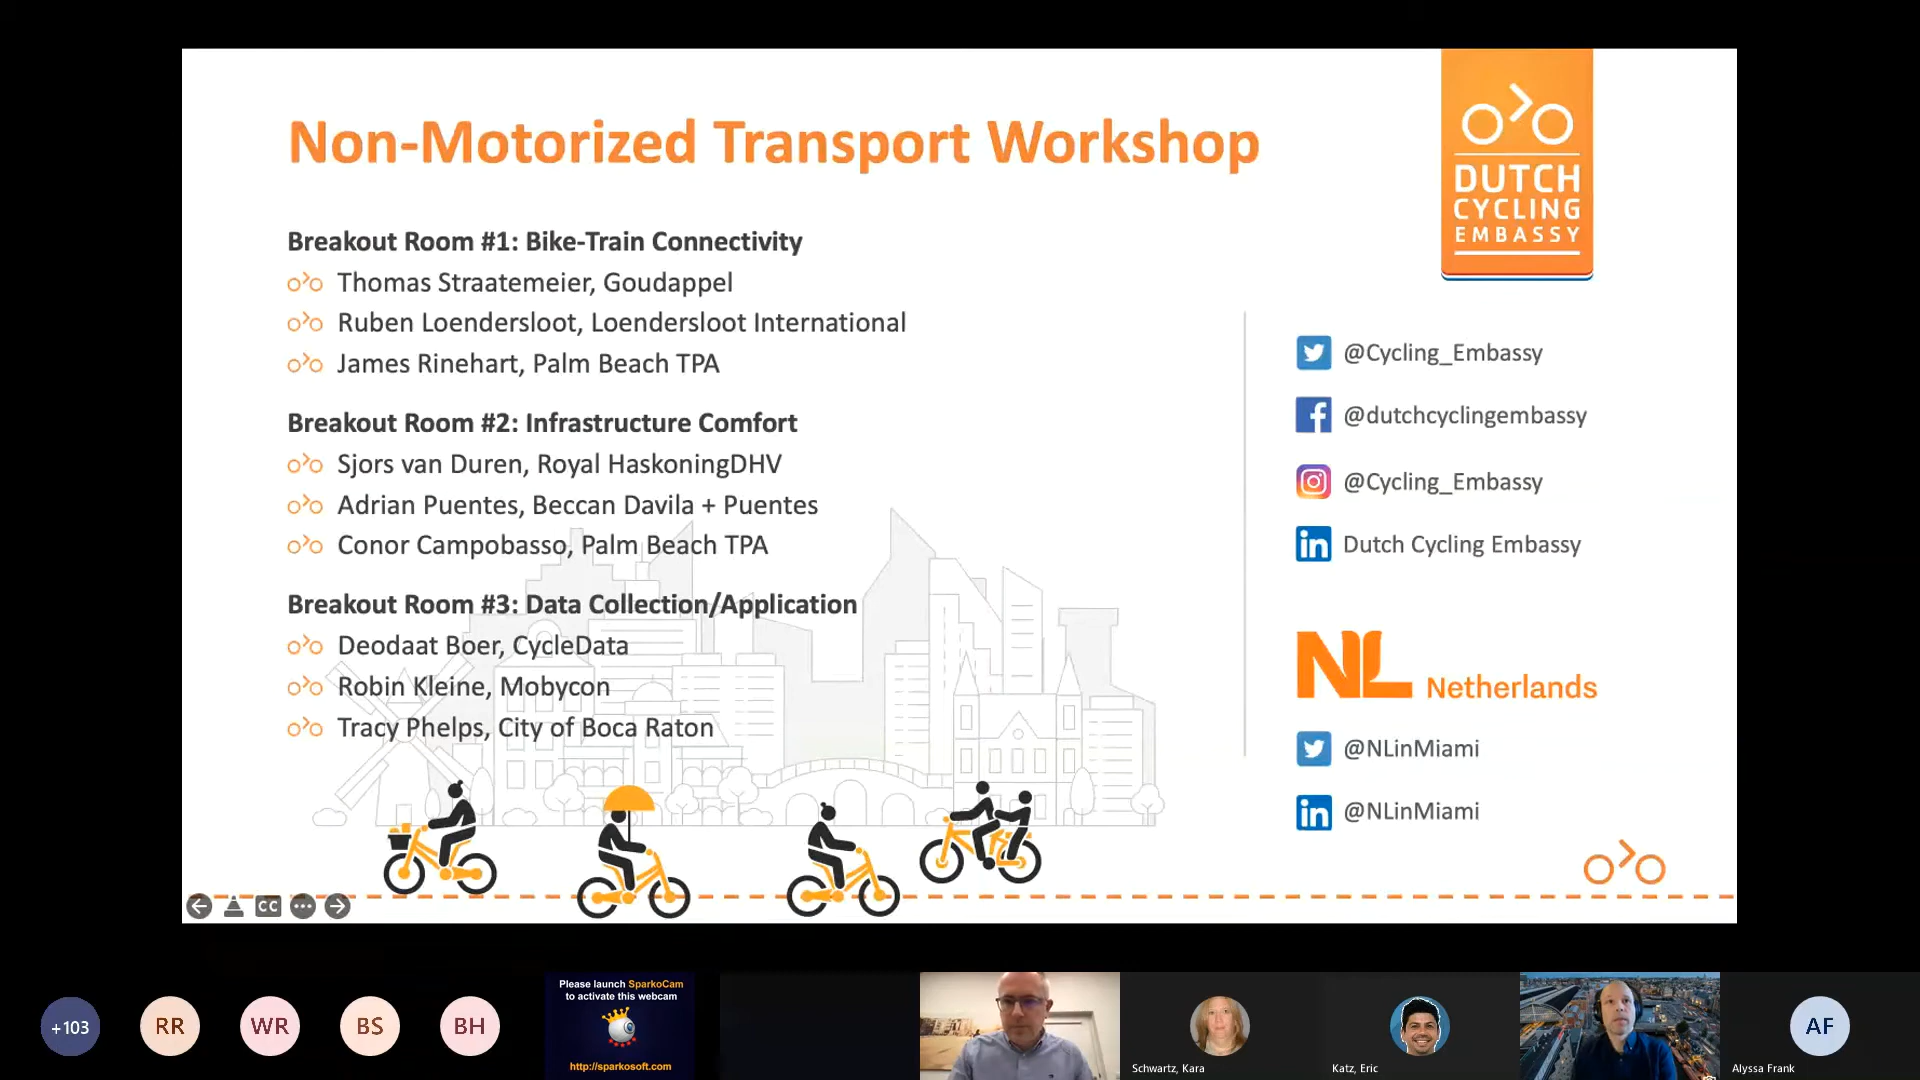 Non-Motorized Transport Workshop
DUTCH
CYCLING
EMBASSY
Breakout Room #1: Bike-Train Connectivity
Thomas Straatemeier, Goudappel
Ruben Loendersloot, Loendersloot International
James Rinehart, Palm Beach TPA
Breakout Room #2: Infrastructure Comfort
Sjors van Duren, Royal HaskoningDHV
Adrian Puentes, Beccan Davila + Puentes
Conor Campobasso, Palm Beach TPA
Breakout Room #3: Data Collection/Application
Deodaat Boer, CycleData
Robin Kleine, Mobycon
Tracy Phelps, City of Boca Raton
@Cycling_Embassy
@dutchcyclingembassy
@Cycling_Embassy
in Dutch Cycling Embassy
NL Netherlands
@NLinMiami
in @NLinMiami
CC
+103
RR
WR
BS
BH
Please launch SparkoCam
to activate this webcam
http://sparkosoft.com
Schwartz, Kara
Katz, Eric
AF
Alyssa Frank